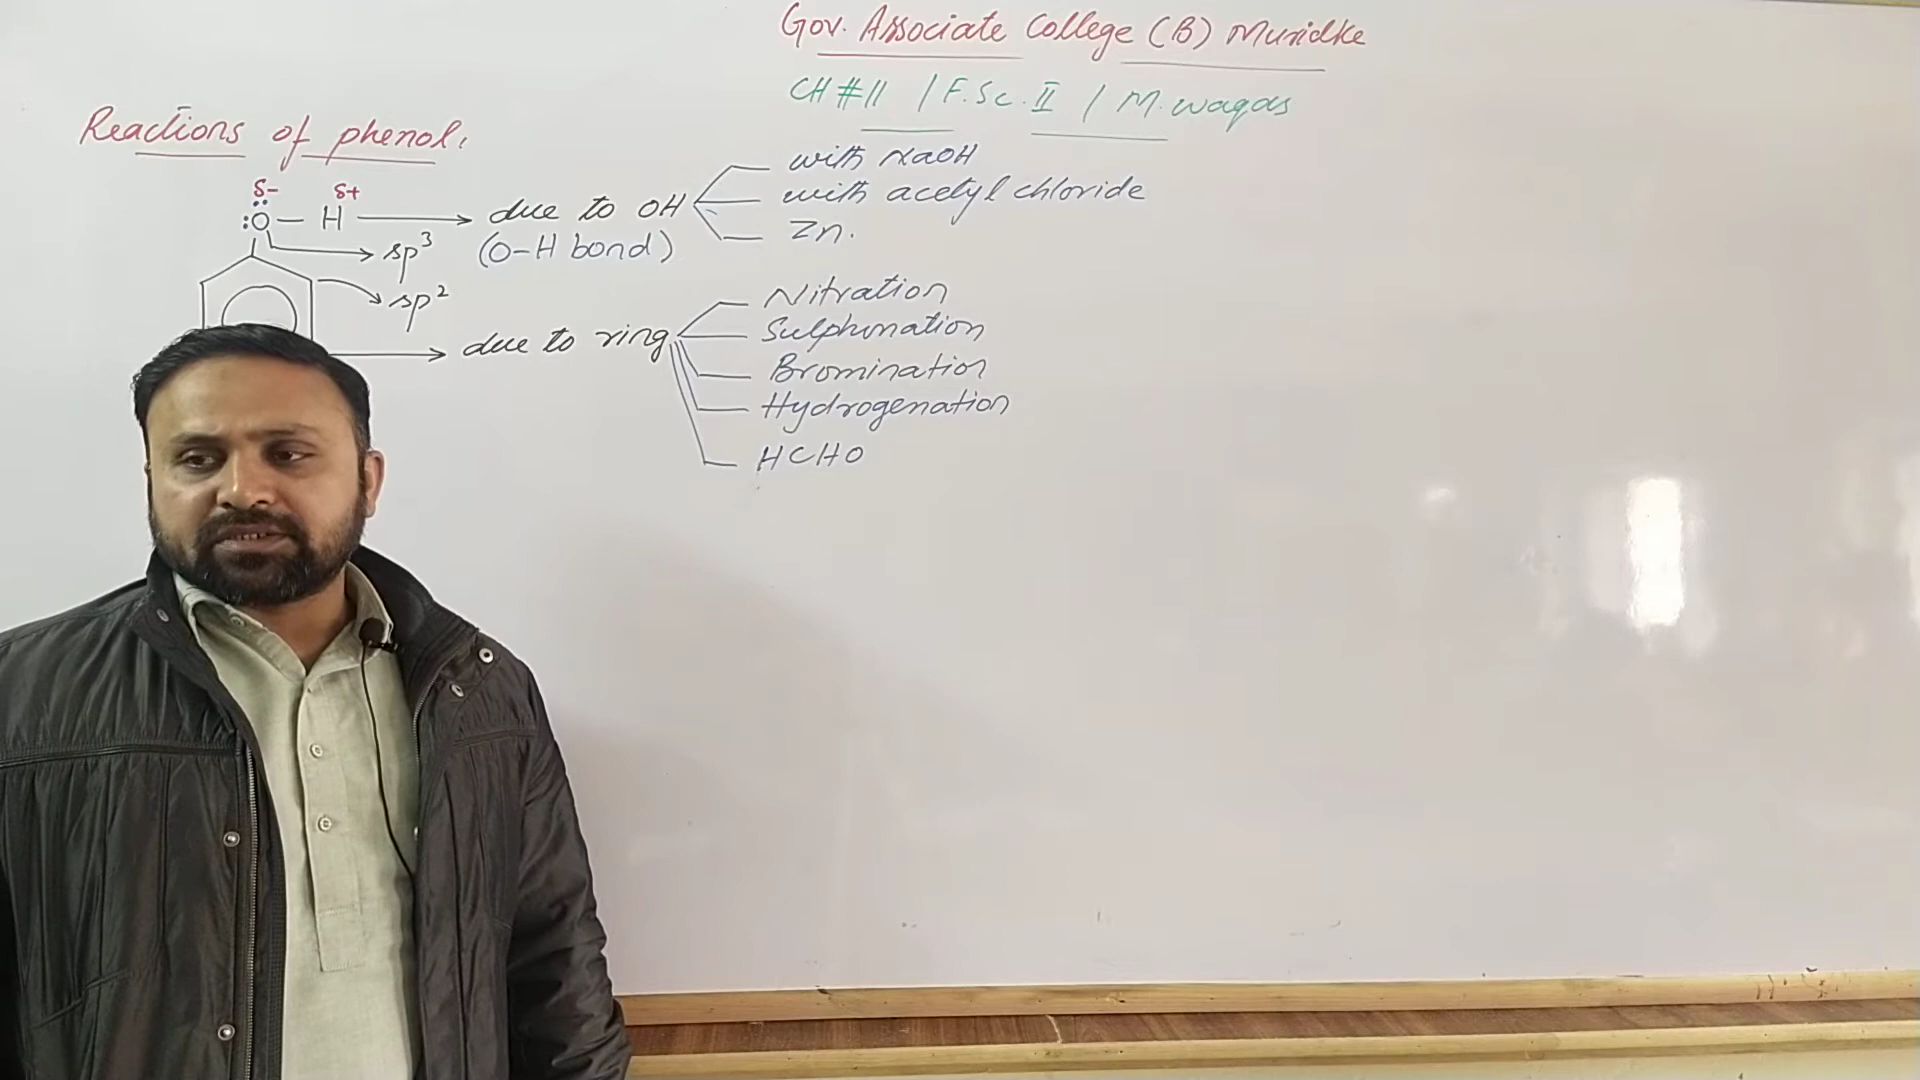 Gov. Associate College (B) Muridke
CH # 11 / F.Sc. II / M. Waqas
Reactions of phenol.
δ- δ+
:Ö – H → due to OH
(O–H bond)
with NaOH
with acetyl chloride
Zn.
sp³
sp²
due to ring
Nitration
Sulphonation
Bromination
Hydrogenation
HCHO